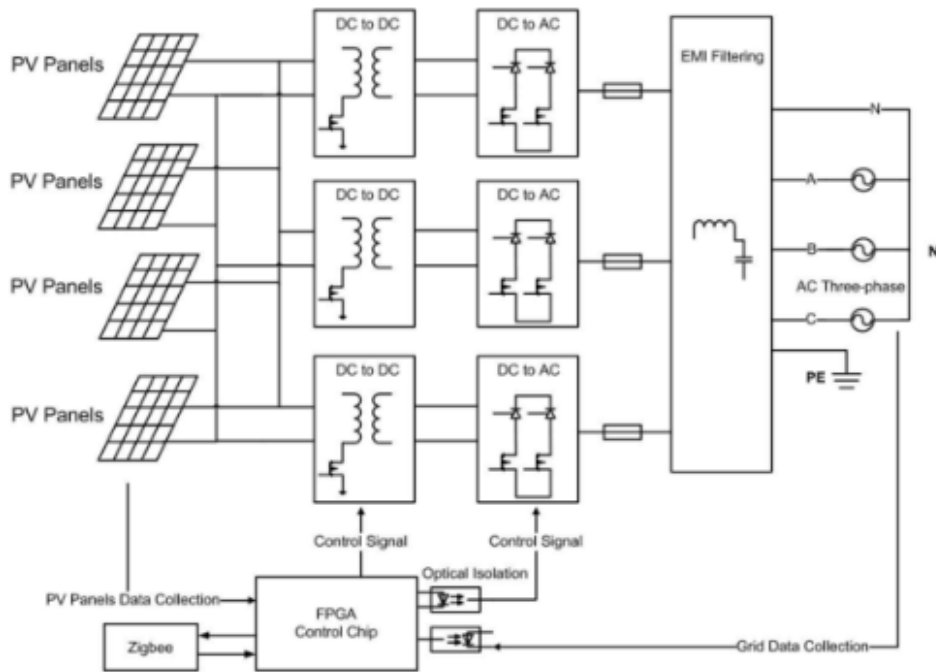 DC to DC
DC to AC
EMI Filtering
PV Panels
N
PV Panels
DC to DC
DC to AC
A
B
N
PV Panels
AC Three-phase
C
DC to DC
DC to AC
PE
PV Panels
Control Signal
Control Signal
Optical Isolation
PV Panels Data Collection
FPGA
Control Chip
Zigbee
Grid Data Collection